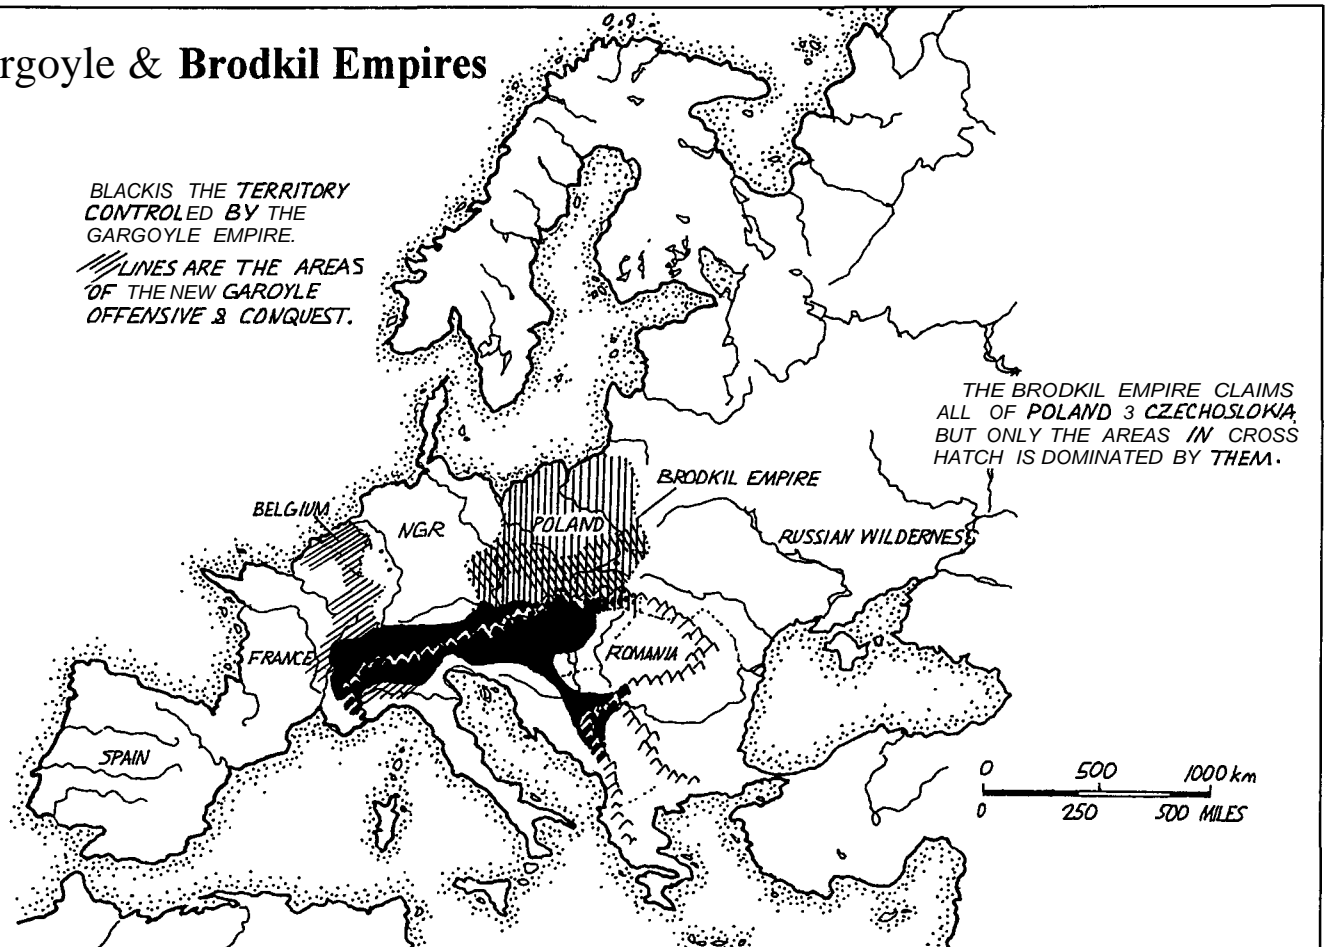 rgoyle & Brodkil Empires
BLACKIS THE TERRITORY
CONTROLED BY THE
GARGOYLE EMPIRE.
LINES ARE THE AREAS
OF THE NEW GAROYLE
OFFENSIVE & CONQUEST.
THE BRODKIL EMPIRE CLAIMS
ALL OF POLAND 3 CZECHOSLOKIA,
BUT ONLY THE AREAS IN CROSS
HATCH IS DOMINATED BY THEM.
BRODKIL EMPIRE
BELGIUM
NGR
POLAND
RUSSIAN WILDERNESS
FRANCE
ROMANIA
SPAIN
0 500 1000 km
0 250 500 MILES